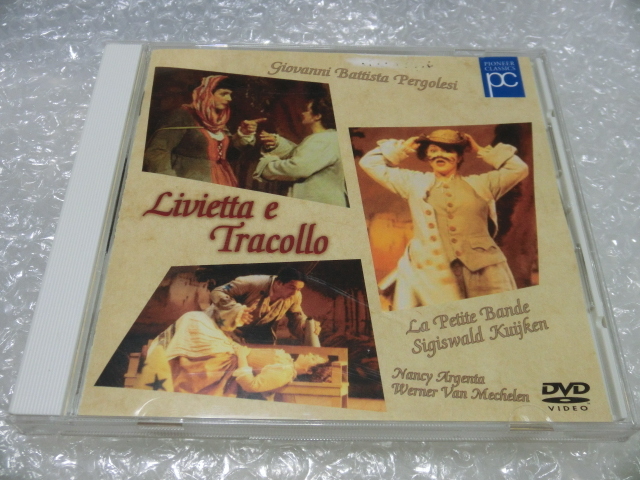 Giovanni Battista Pergolesi
PIONEER
CLASSICS
pc
Livietta e
Tracollo
La Petite Bande
Sigiswald Kuijken
Nancy Argenta
Werner Van Mechelen
DVD
VIDEO